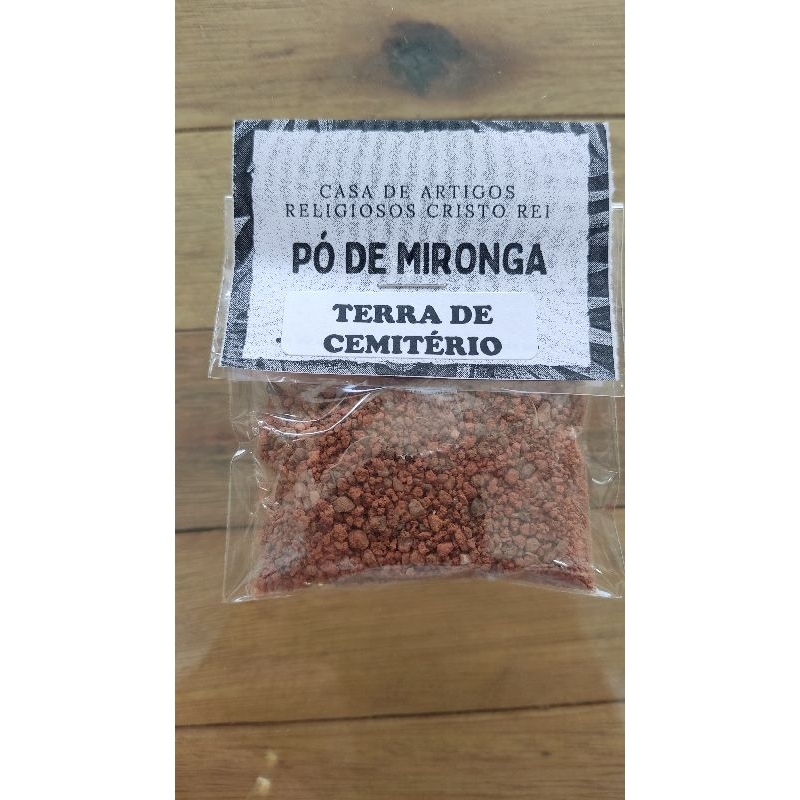 CASA DE ARTIGOS
RELIGIOSOS CRISTO REI
PÓ DE MIRONGA
TERRA DE
CEMITÉRIO